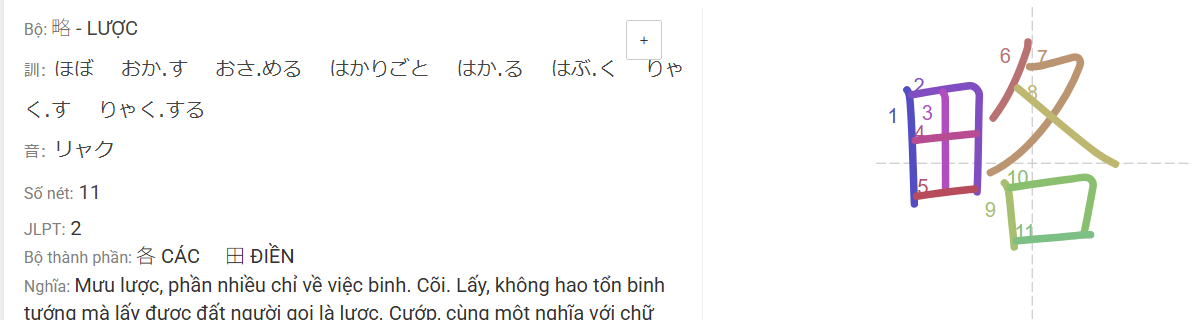 Bộ: 略 - LƯỢC
+
訓: ほぼ おか.す おさ.める はかりごと はか.る はぶ.く りゃ
く.す りゃく.する
音: リャク
Số nét: 11
JLPT: 2
Bộ thành phần: 各 CÁC 田 ĐIỀN
Nghĩa: Mưu lược, phần nhiều chỉ về việc binh. Cõi. Lấy, không hao tổn binh
tướng mà lấy được đất người gọi là lược. Cướp, cùng một nghĩa với chữ
略
1
2
3
4
5
6
7
8
9
10
11